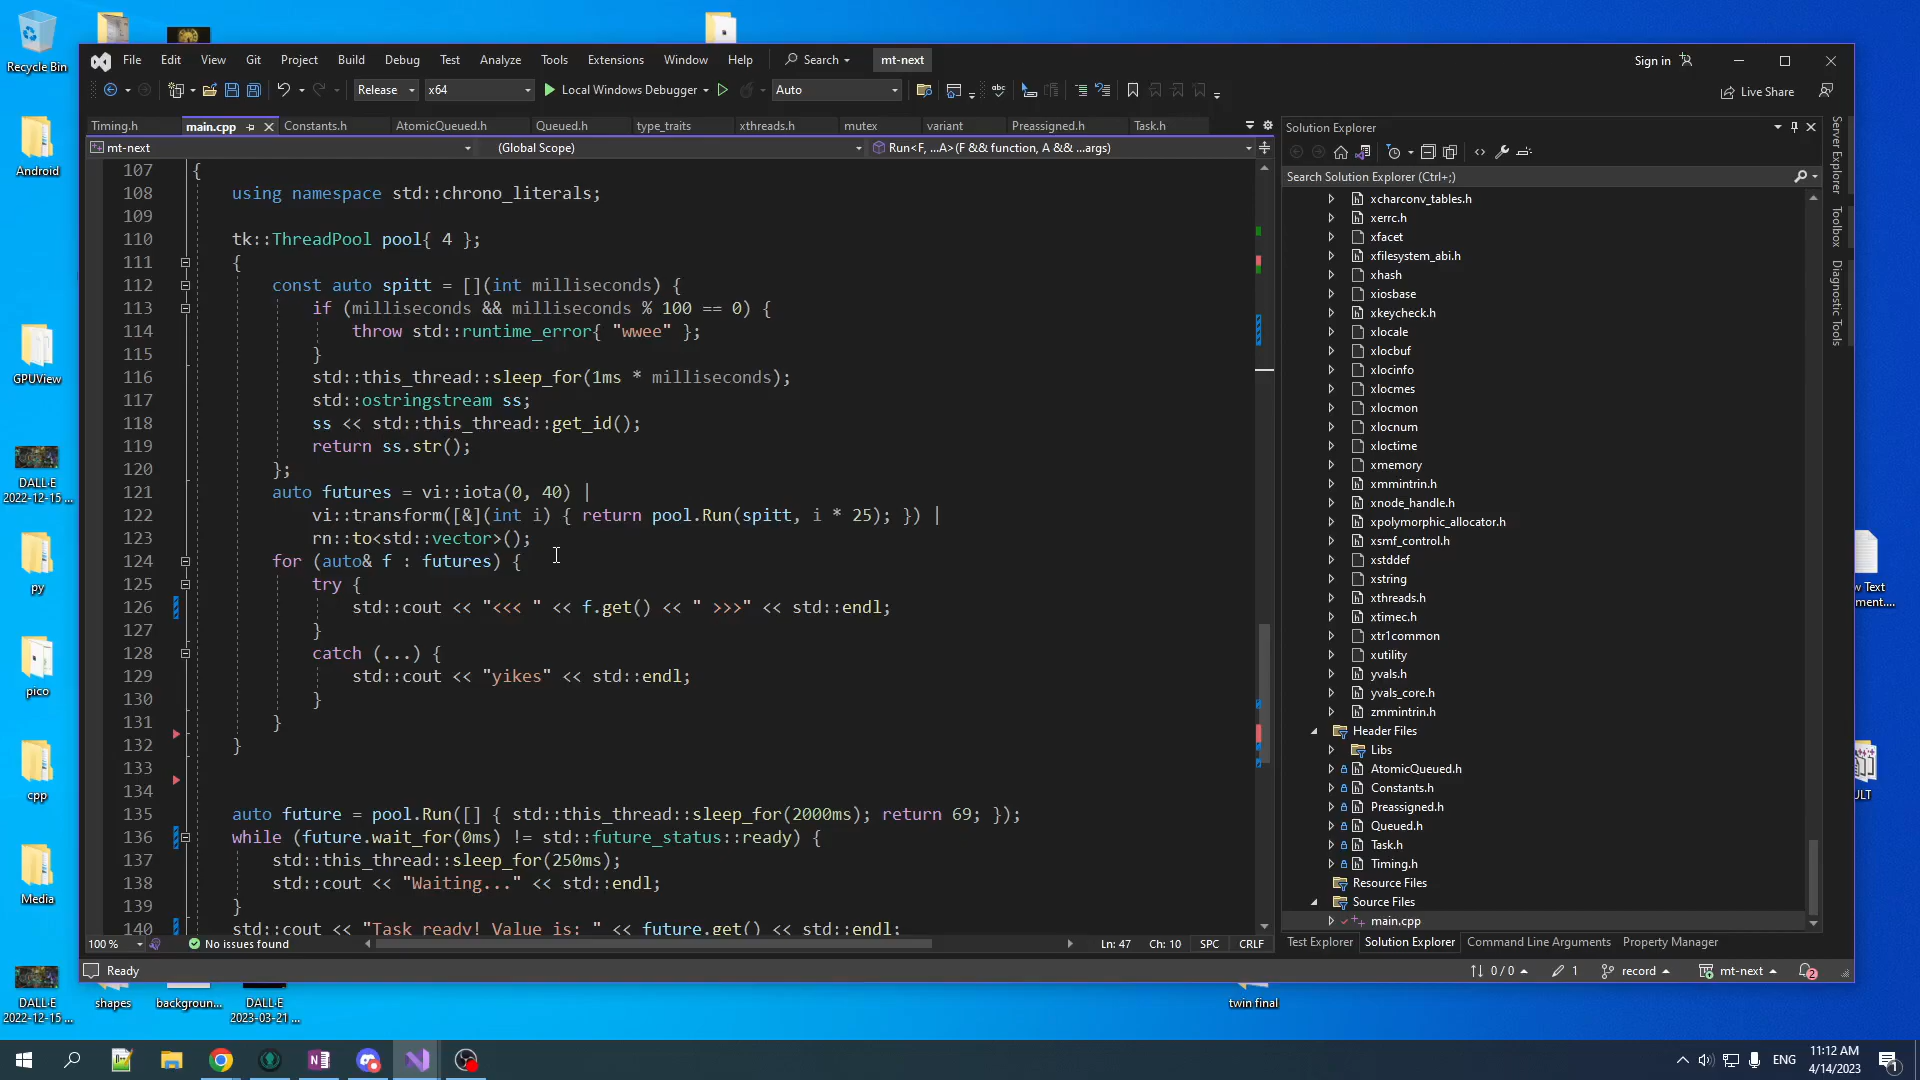 Recycle Bin
Android
GPUView
DALL·E
2022-12-15 ...
py
pico
cpp
Media
DALL·E
2022-12-15 ...
shapes
backgroun...
DALL·E
2023-03-21 ...
twin final
w Text
ment....
ULT
File Edit View Git Project Build Debug Test Analyze Tools Extensions Window Help Search mt-next Sign in
Release x64 Local Windows Debugger Auto abc Live Share
Timing.h main.cpp Constants.h AtomicQueued.h Queued.h type_traits xthreads.h mutex variant Preassigned.h Task.h
mt-next (Global Scope) Run<F, ...A>(F && function, A && ...args)
107 {
108 using namespace std::chrono_literals;
109
110 tk::ThreadPool pool{ 4 };
111 {
112 const auto spitt = [](int milliseconds) {
113 if (milliseconds && milliseconds % 100 == 0) {
114 throw std::runtime_error{ "wwee" };
115 }
116 std::this_thread::sleep_for(1ms * milliseconds);
117 std::ostringstream ss;
118 ss << std::this_thread::get_id();
119 return ss.str();
120 };
121 auto futures = vi::iota(0, 40) |
122 vi::transform([&](int i) { return pool.Run(spitt, i * 25); }) |
123 rn::to<std::vector>();
124 for (auto& f : futures) {
125 try {
126 std::cout << "<<< " << f.get() << " >>>" << std::endl;
127 }
128 catch (...) {
129 std::cout << "yikes" << std::endl;
130 }
131 }
132 }
133
134
135 auto future = pool.Run([] { std::this_thread::sleep_for(2000ms); return 69; });
136 while (future.wait_for(0ms) != std::future_status::ready) {
137 std::this_thread::sleep_for(250ms);
138 std::cout << "Waiting..." << std::endl;
139 }
140 std::cout << "Task ready! Value is: " << future.get() << std::endl;
100 % No issues found Ln: 47 Ch: 10 SPC CRLF
Solution Explorer
Search Solution Explorer (Ctrl+;)
xcharconv_tables.h
xerrc.h
xfacet
xfilesystem_abi.h
xhash
xiosbase
xkeycheck.h
xlocale
xlocbuf
xlocinfo
xlocmes
xlocmon
xlocnum
xloctime
xmemory
xmmintrin.h
xnode_handle.h
xpolymorphic_allocator.h
xsmf_control.h
xstddef
xstring
xthreads.h
xtimec.h
xtr1common
xutility
yvals.h
yvals_core.h
zmmintrin.h
Header Files
Libs
AtomicQueued.h
Constants.h
Preassigned.h
Queued.h
Task.h
Timing.h
Resource Files
Source Files
main.cpp
Test Explorer Solution Explorer Command Line Arguments Property Manager
Server Explorer
Toolbox
Diagnostic Tools
Ready 0 / 0 1 record mt-next 2
ENG 11:12 AM
4/14/2023
1